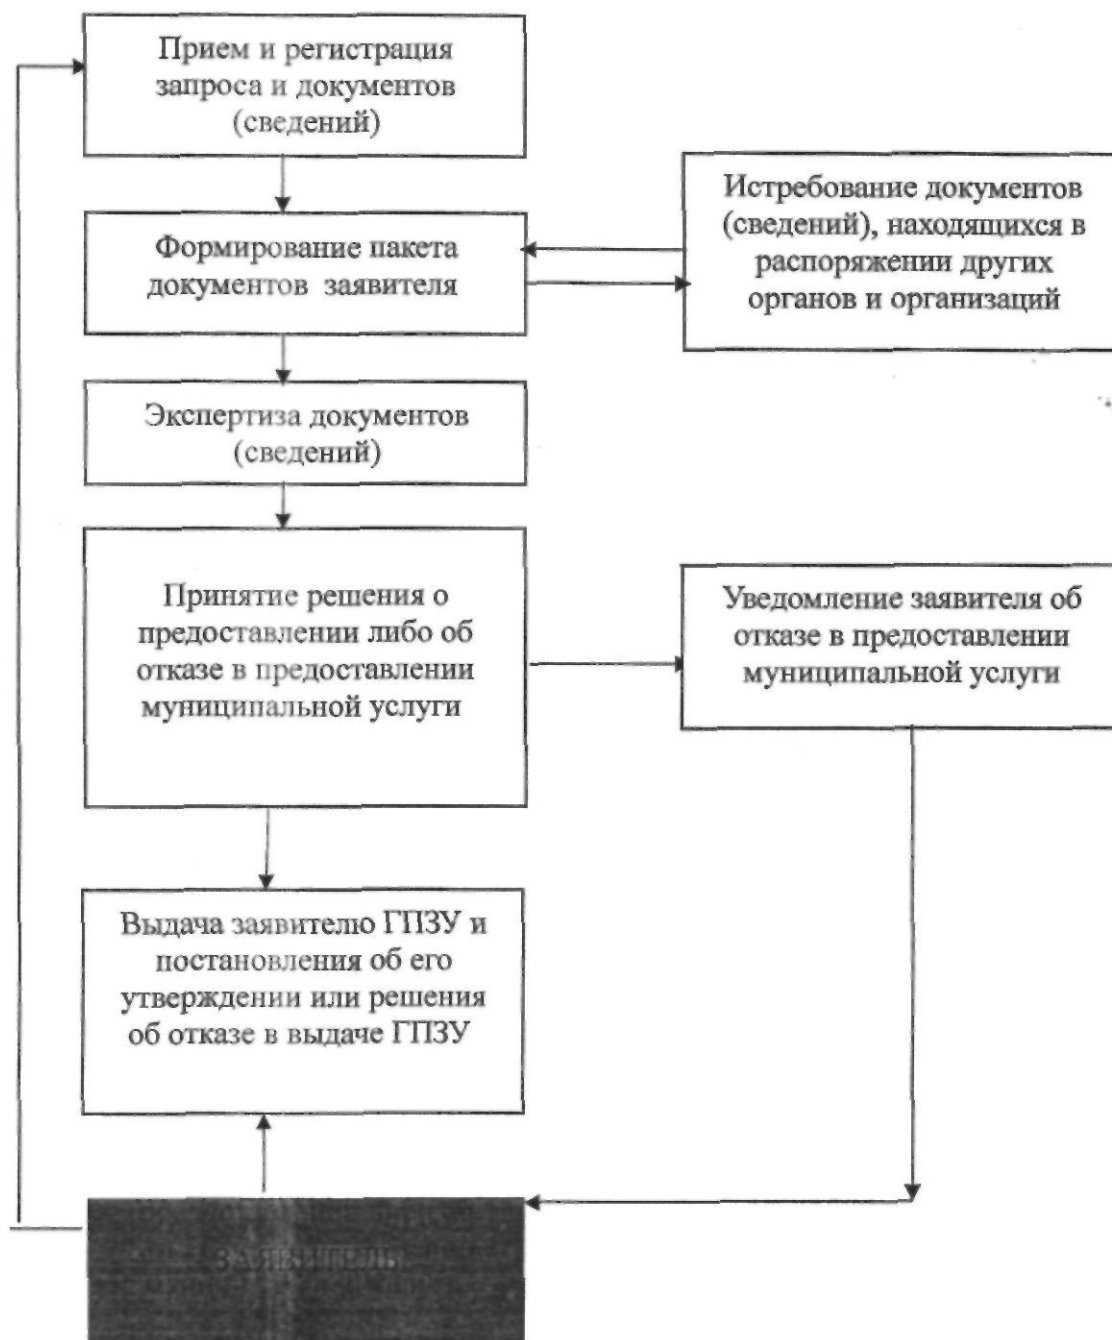 Прием и регистрация
запроса и документов
(сведений)
Истребование документов
(сведений), находящихся в
распоряжении других
органов и организаций
Формирование пакета
документов заявителя
Экспертиза документов
(сведений)
Принятие решения о
предоставлении либо об
отказе в предоставлении
муниципальной услуги
Уведомление заявителя об
отказе в предоставлении
муниципальной услуги
Выдача заявителю ГПЗУ и
постановления об его
утверждении или решения
об отказе в выдаче ГПЗУ
ЗАЯВИТЕЛЬ